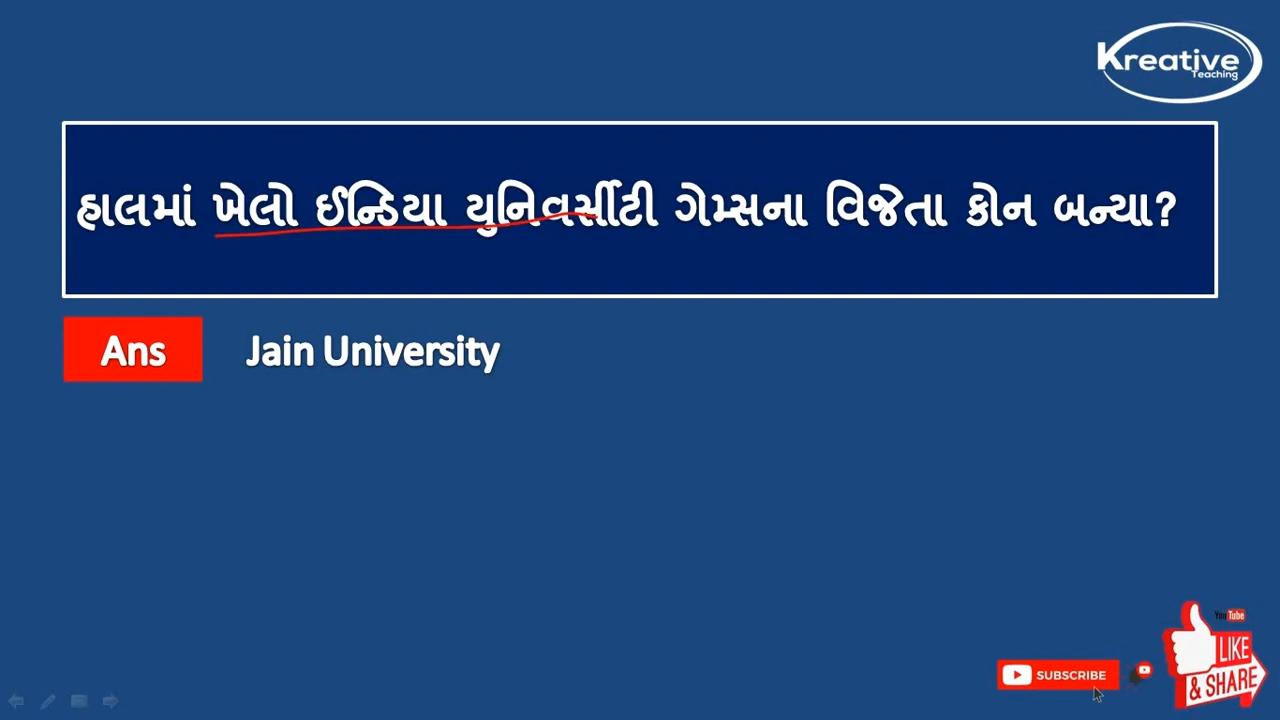 Kreative
Teaching
હાલમાં ખેલો ઈન્ડિયા યુનિવર્સીટી ગેમ્સના વિજેતા કોન બન્યા?
Ans
Jain University
YouTube
LIKE
& SHARE
SUBSCRIBE